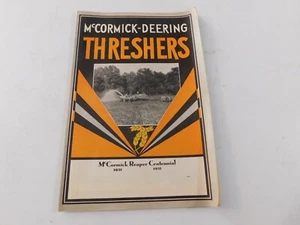 McCORMICK-DEERING
THRESHERS
McCormick Reaper Centennial
1831 1931